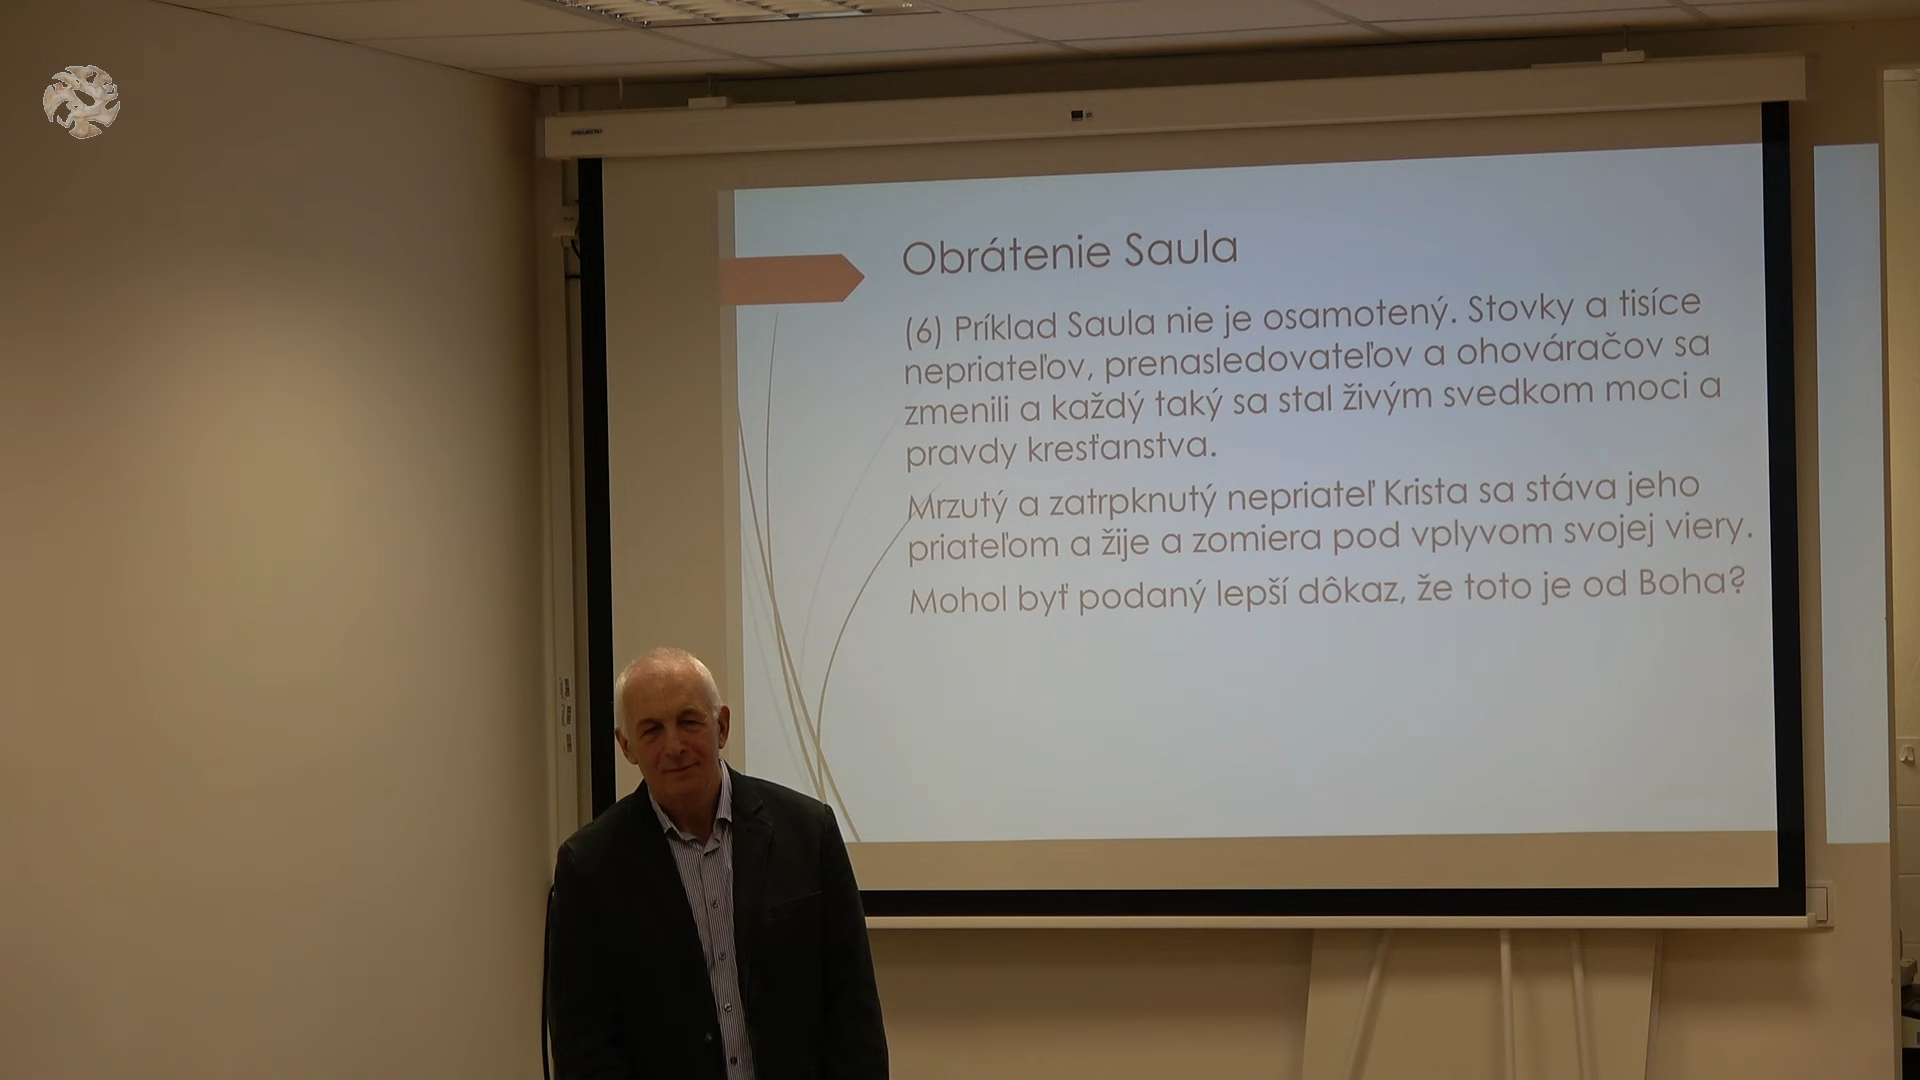 Obrátenie Saula
(6) Príklad Saula nie je osamotený. Stovky a tisíce
nepriateľov, prenasledovateľov a ohováračov sa
zmenili a každý taký sa stal živým svedkom moci a
pravdy kresťanstva.
Mrzutý a zatrpknutý nepriateľ Krista sa stáva jeho
priateľom a žije a zomiera pod vplyvom svojej viery.
Mohol byť podaný lepší dôkaz, že toto je od Boha?